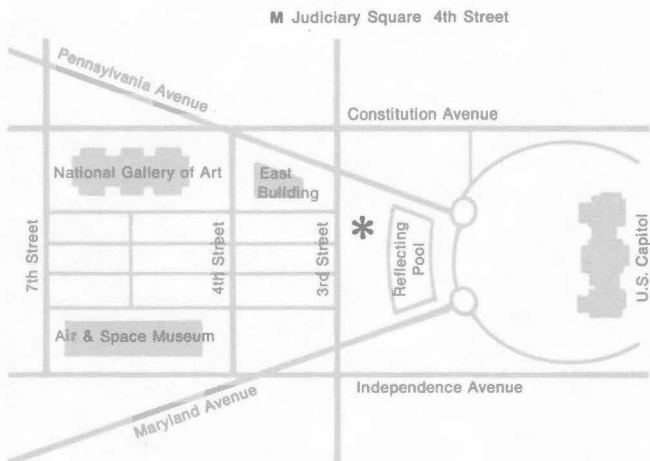 M Judiciary Square 4th Street
Pennsylvania Avenue
Constitution Avenue
National Gallery of Art
East
Building
7th Street
4th Street
3rd Street
*
Reflecting
Pool
U.S. Capitol
Air & Space Museum
Maryland Avenue
Independence Avenue